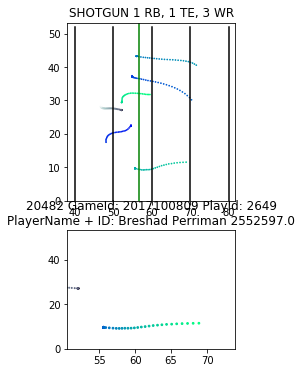 SHOTGUN 1 RB, 1 TE, 3 WR
50
40
30
20
10
0
40 50 60 70 80
20482 GameId: 2017100809 PlayId: 2649
PlayerName + ID: Breshad Perriman 2552597.0
40
20
0
55 60 65 70